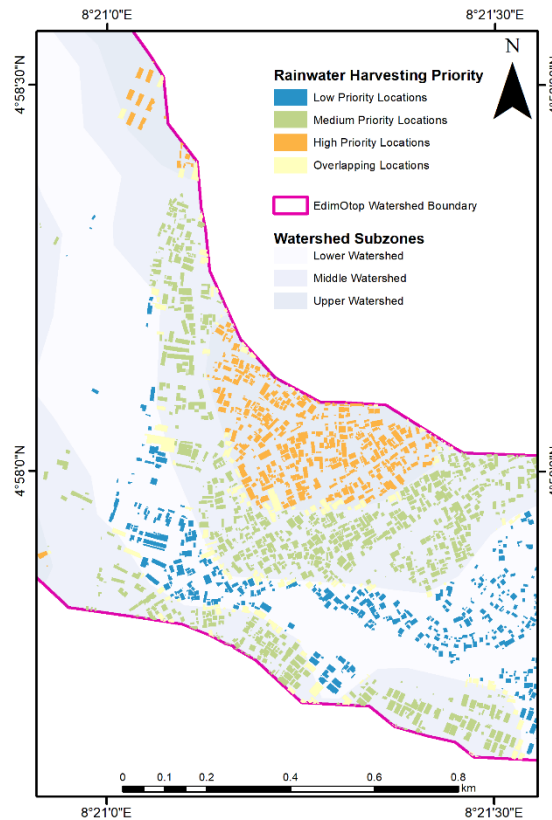 8°21'0"E
8°21'30"E
N
4°58'30"N
Rainwater Harvesting Priority
Low Priority Locations
Medium Priority Locations
High Priority Locations
Overlapping Locations
EdimOtop Watershed Boundary
Watershed Subzones
Lower Watershed
Middle Watershed
Upper Watershed
4°58'0"N
0 0.1 0.2 0.4 0.6 0.8
km
8°21'0"E
8°21'30"E